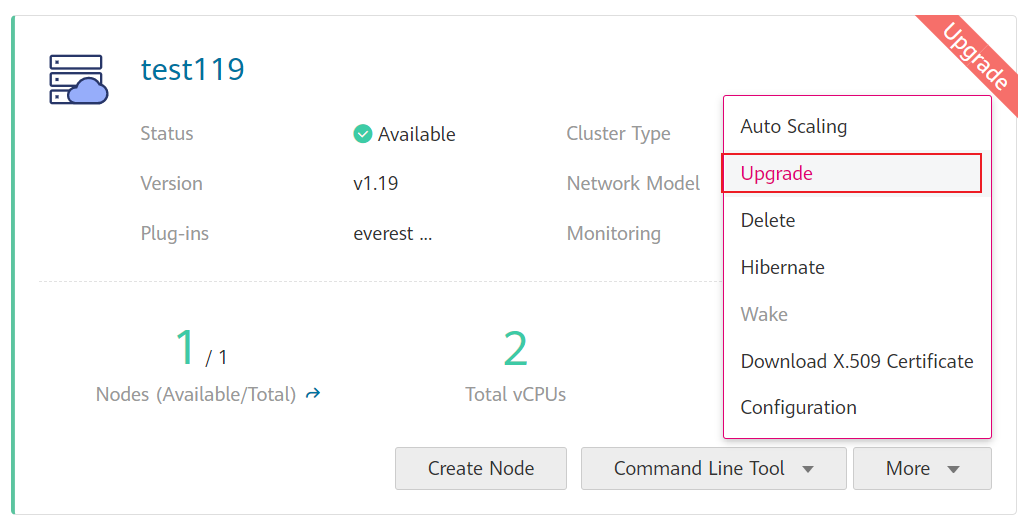 test119
Upgrade
Status
Available
Cluster Type
Version
v1.19
Network Model
Plug-ins
everest ...
Monitoring
Auto Scaling
Upgrade
Delete
Hibernate
Wake
Download X.509 Certificate
Configuration
1 / 1
Nodes (Available/Total)
2
Total vCPUs
Create Node
Command Line Tool
More